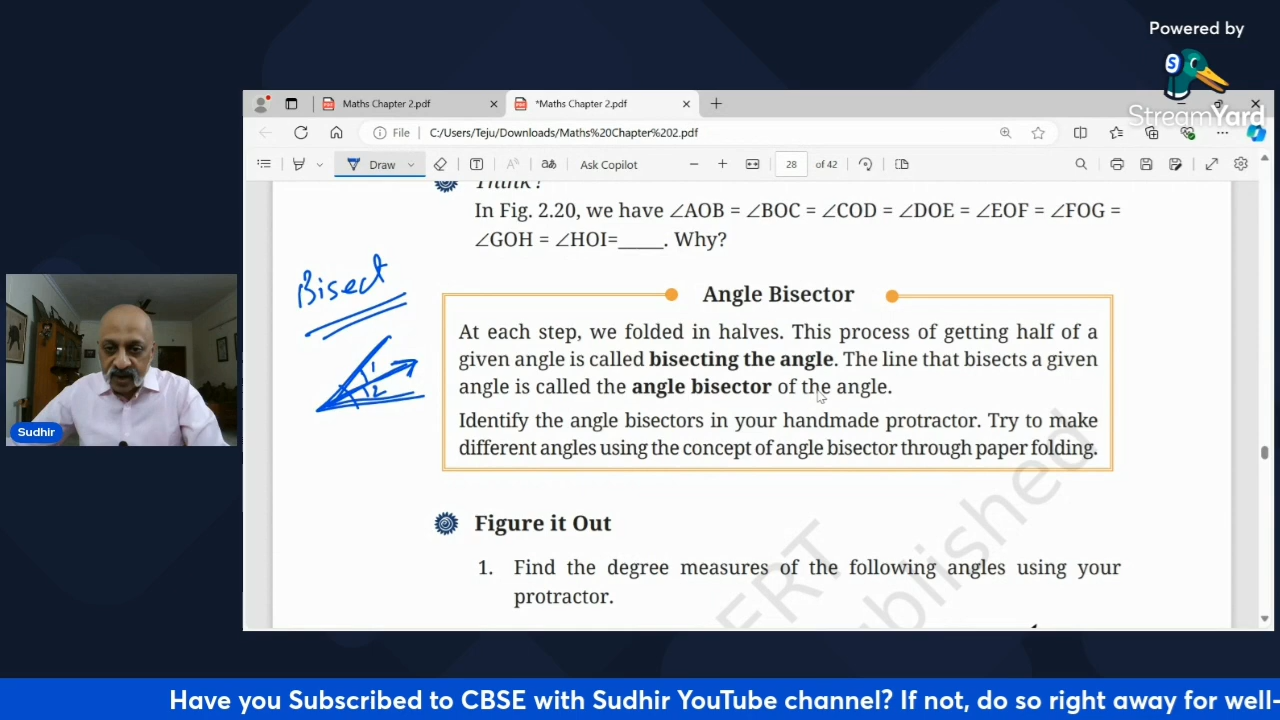 Powered by
S
StreamYard
Maths Chapter 2.pdf
*Maths Chapter 2.pdf
File
C:/Users/Teju/Downloads/Maths%20Chapter%202.pdf
Draw
Ask Copilot
28 of 42
Think!
In Fig. 2.20, we have ∠AOB = ∠BOC = ∠COD = ∠DOE = ∠EOF = ∠FOG =
∠GOH = ∠HOI=_____. Why?
Bisect
1
2
Angle Bisector
At each step, we folded in halves. This process of getting half of a
given angle is called bisecting the angle. The line that bisects a given
angle is called the angle bisector of the angle.
Identify the angle bisectors in your handmade protractor. Try to make
different angles using the concept of angle bisector through paper folding.
Figure it Out
1. Find the degree measures of the following angles using your
protractor.
Sudhir
Have you Subscribed to CBSE with Sudhir YouTube channel? If not, do so right away for well-